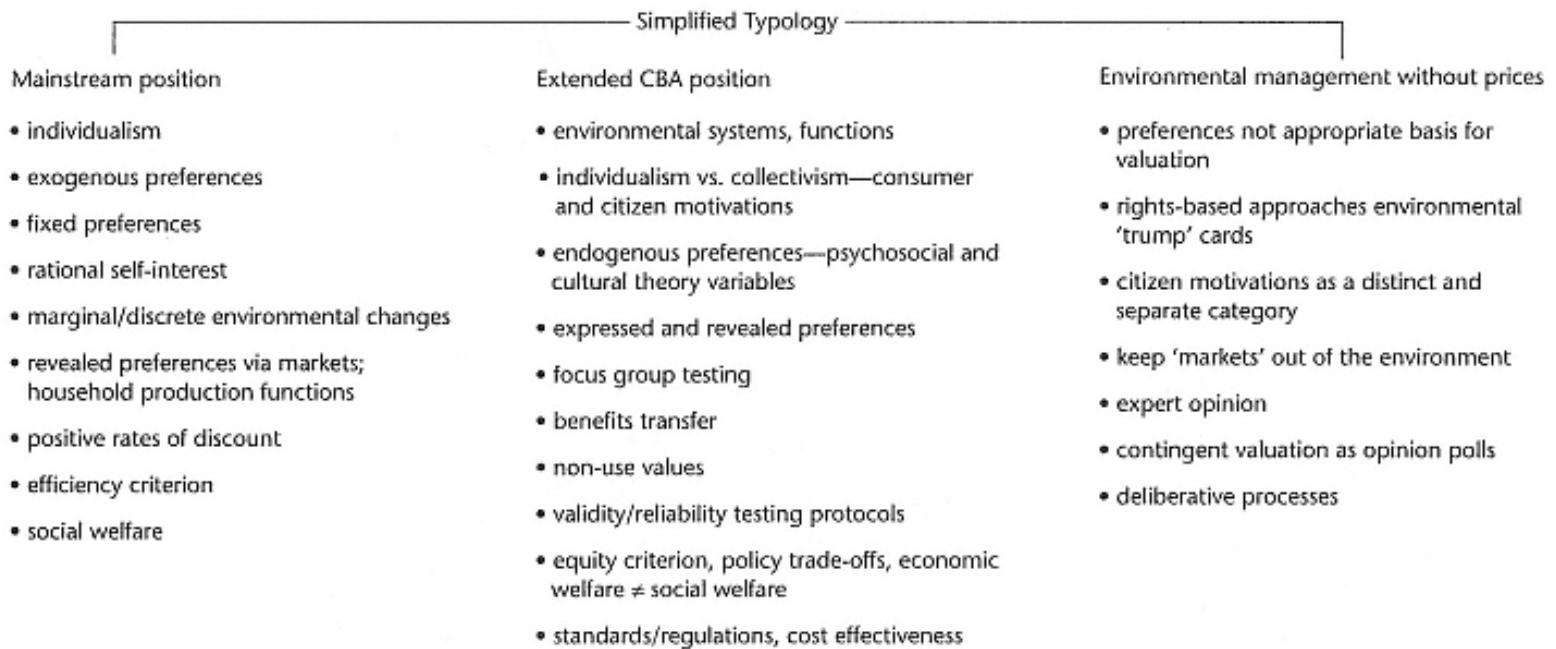 Simplified Typology
Mainstream position
• individualism
• exogenous preferences
• fixed preferences
• rational self-interest
• marginal/discrete environmental changes
• revealed preferences via markets;
household production functions
• positive rates of discount
• efficiency criterion
• social welfare
Extended CBA position
• environmental systems, functions
• individualism vs. collectivism—consumer
and citizen motivations
• endogenous preferences—psychosocial and
cultural theory variables
• expressed and revealed preferences
• focus group testing
• benefits transfer
• non-use values
• validity/reliability testing protocols
• equity criterion, policy trade-offs, economic
welfare ≠ social welfare
• standards/regulations, cost effectiveness
Environmental management without prices
• preferences not appropriate basis for
valuation
• rights-based approaches environmental
‘trump’ cards
• citizen motivations as a distinct and
separate category
• keep ‘markets’ out of the environment
• expert opinion
• contingent valuation as opinion polls
• deliberative processes